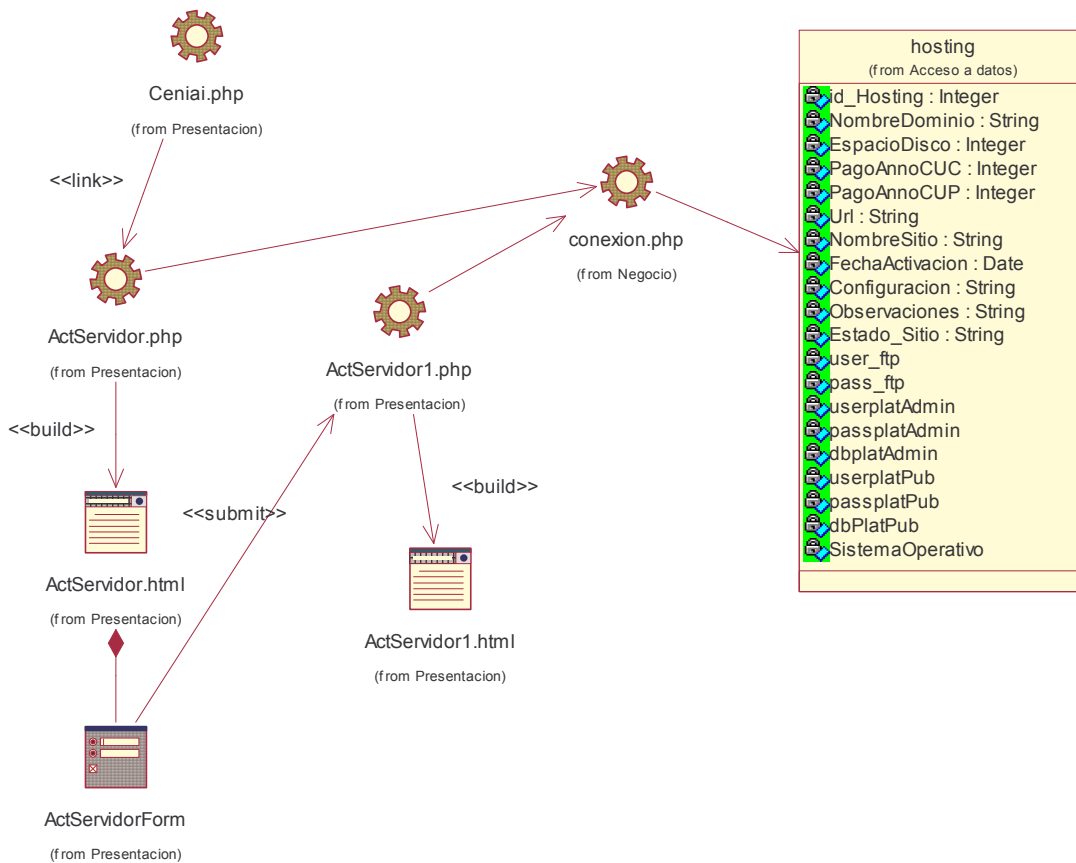 Ceniai.php
(from Presentacion)
<<link>>
ActServidor.php
(from Presentacion)
<<build>>
ActServidor.html
(from Presentacion)
ActServidorForm
(from Presentacion)
<<submit>>
ActServidor1.php
(from Presentacion)
<<build>>
ActServidor1.html
(from Presentacion)
conexion.php
(from Negocio)
hosting
(from Acceso a datos)
id_Hosting : Integer
NombreDominio : String
EspacioDisco : Integer
PagoAnnoCUC : Integer
PagoAnnoCUP : Integer
Url : String
NombreSitio : String
FechaActivacion : Date
Configuracion : String
Observaciones : String
Estado_Sitio : String
user_ftp
pass_ftp
userplatAdmin
passplatAdmin
dbplatAdmin
userplatPub
passplatPub
dbPlatPub
SistemaOperativo